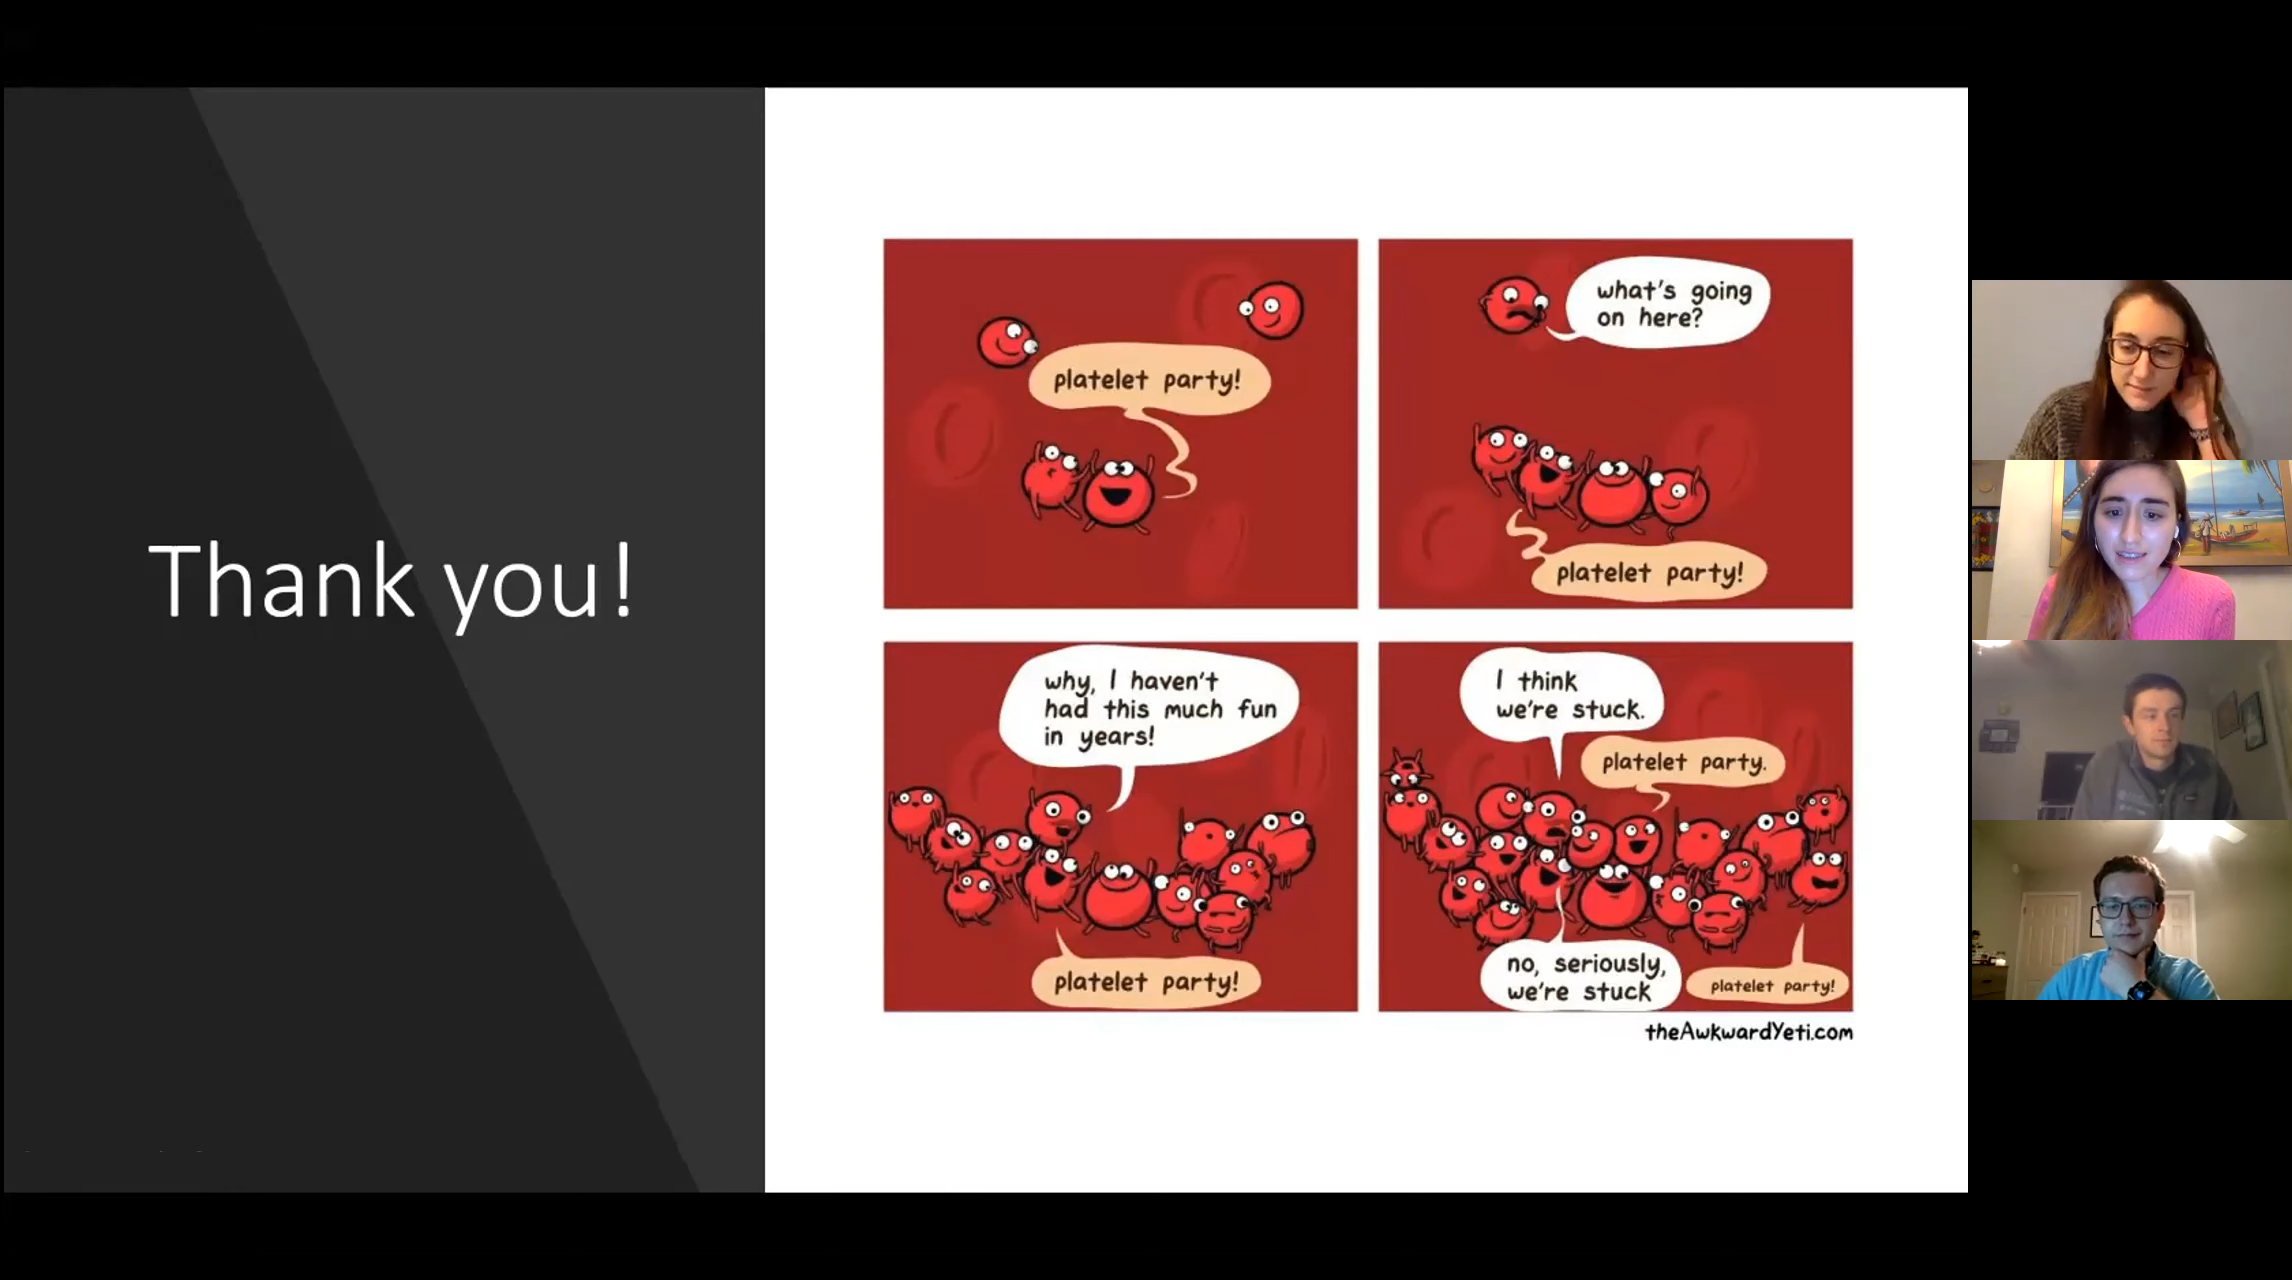 Thank you!
platelet party!
what's going
on here?
platelet party!
why, I haven't
had this much fun
in years!
platelet party!
I think
we're stuck.
platelet party.
no, seriously,
we're stuck
platelet party!
theAwkwardYeti.com